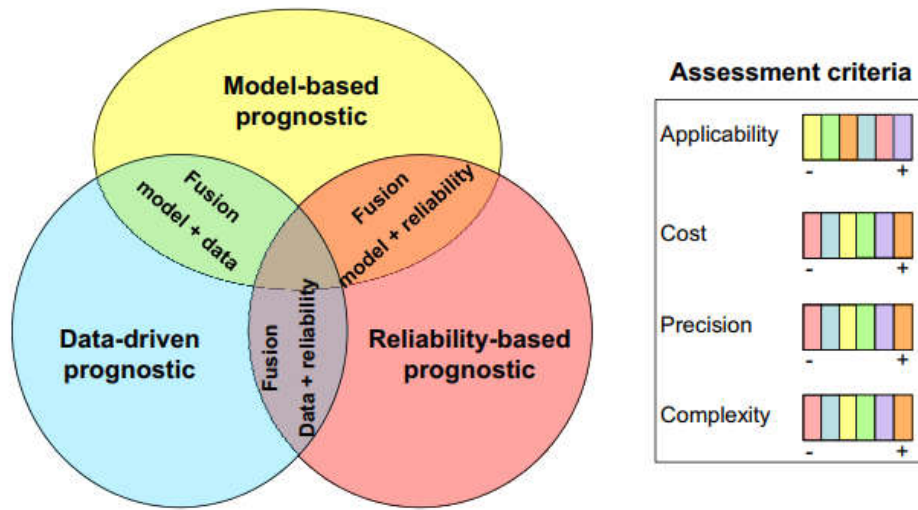 Model-based
prognostic
Fusion
model + data
Fusion
model + reliability
Data-driven
prognostic
Fusion
Data + reliability
Reliability-based
prognostic
Assessment criteria
Applicability
- +
Cost
- +
Precision
- +
Complexity
- +